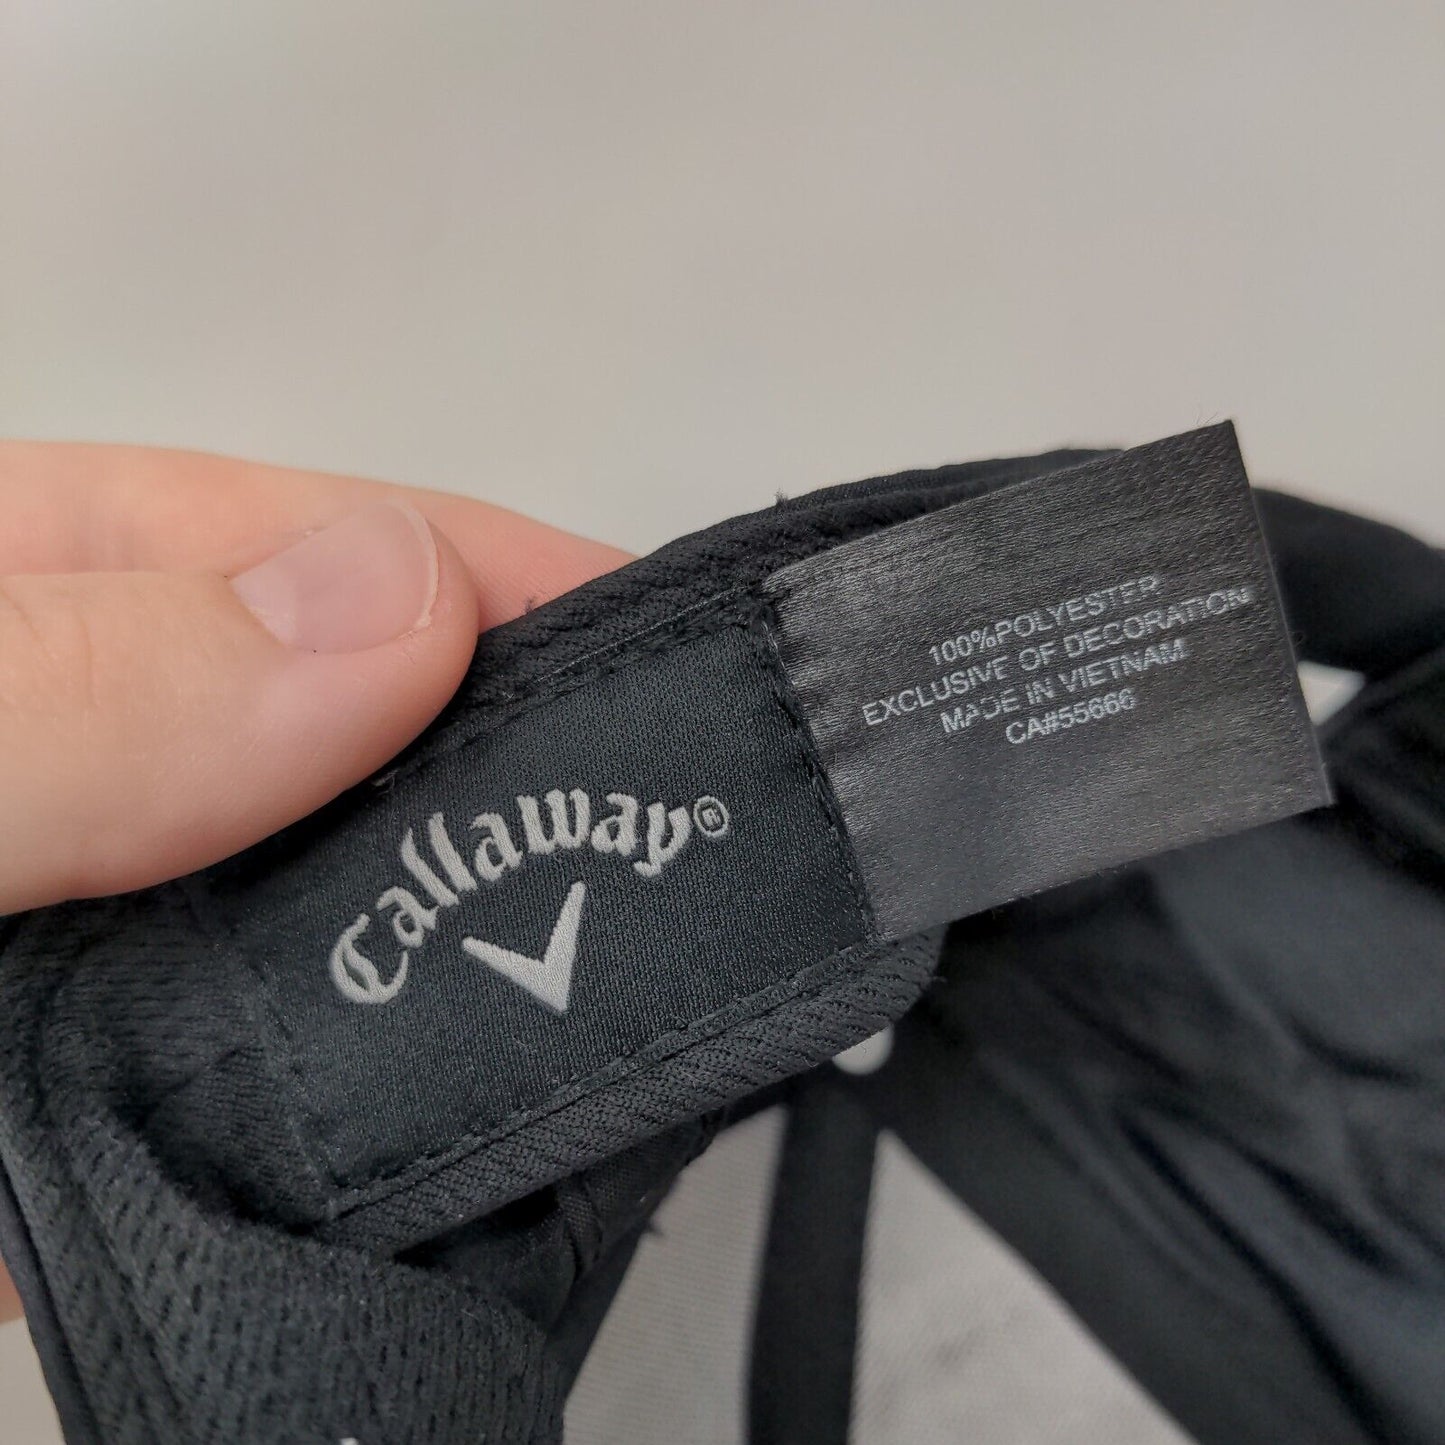 Callaway®
100%POLYESTER
EXCLUSIVE OF DECORATION
MADE IN VIETNAM
CA#55666